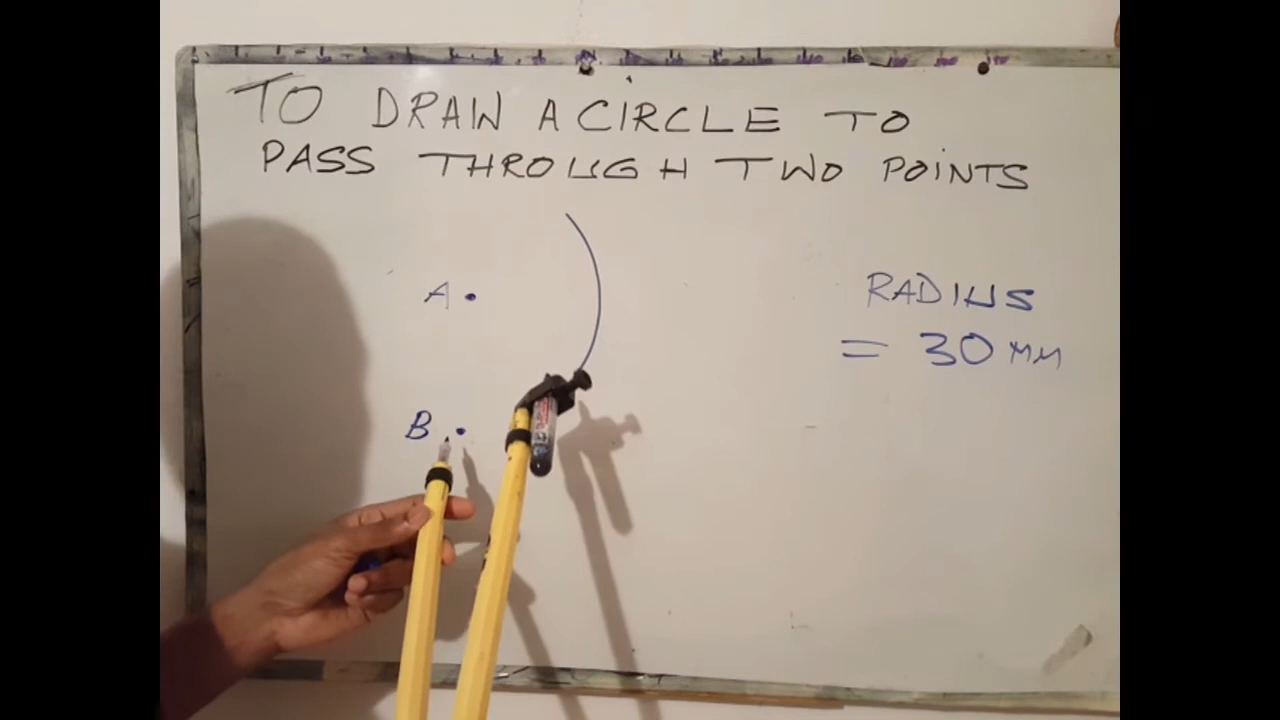 TO DRAW A CIRCLE TO
PASS THROUGH TWO POINTS
A
RADIUS
= 30 MM
B